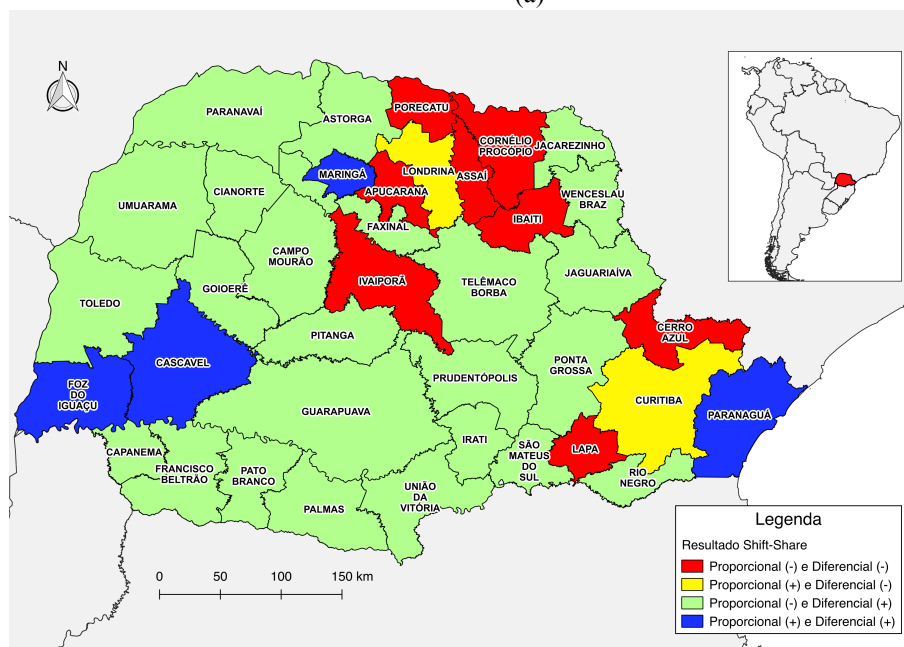 (a)
N
PARANAVAÍ
ASTORGA
PORECATU
CORNÉLIO
PROCÓPIO
JACAREZINHO
MARINGÁ
LONDRINA
ASSAÍ
APUCARANA
UMUARAMA
CIANORTE
WENCESLAU
BRAZ
IBAITI
FAXINAL
CAMPO
MOURÃO
IVAIPORÃ
TELÊMACO
BORBA
JAGUARIAÍVA
TOLEDO
GOIOERÊ
PITANGA
CERRO
AZUL
CASCAVEL
PONTA
GROSSA
FOZ
DO
IGUAÇU
PRUDENTÓPOLIS
CURITIBA
PARANAGUÁ
GUARAPUAVA
IRATI
SÃO
MATEUS
DO
SUL
LAPA
CAPANEMA
FRANCISCO
BELTRÃO
PATO
BRANCO
RIO
NEGRO
PALMAS
UNIÃO
DA
VITÓRIA
0 50 100 150 km
Legenda
Resultado Shift-Share
Proporcional (-) e Diferencial (-)
Proporcional (+) e Diferencial (-)
Proporcional (-) e Diferencial (+)
Proporcional (+) e Diferencial (+)